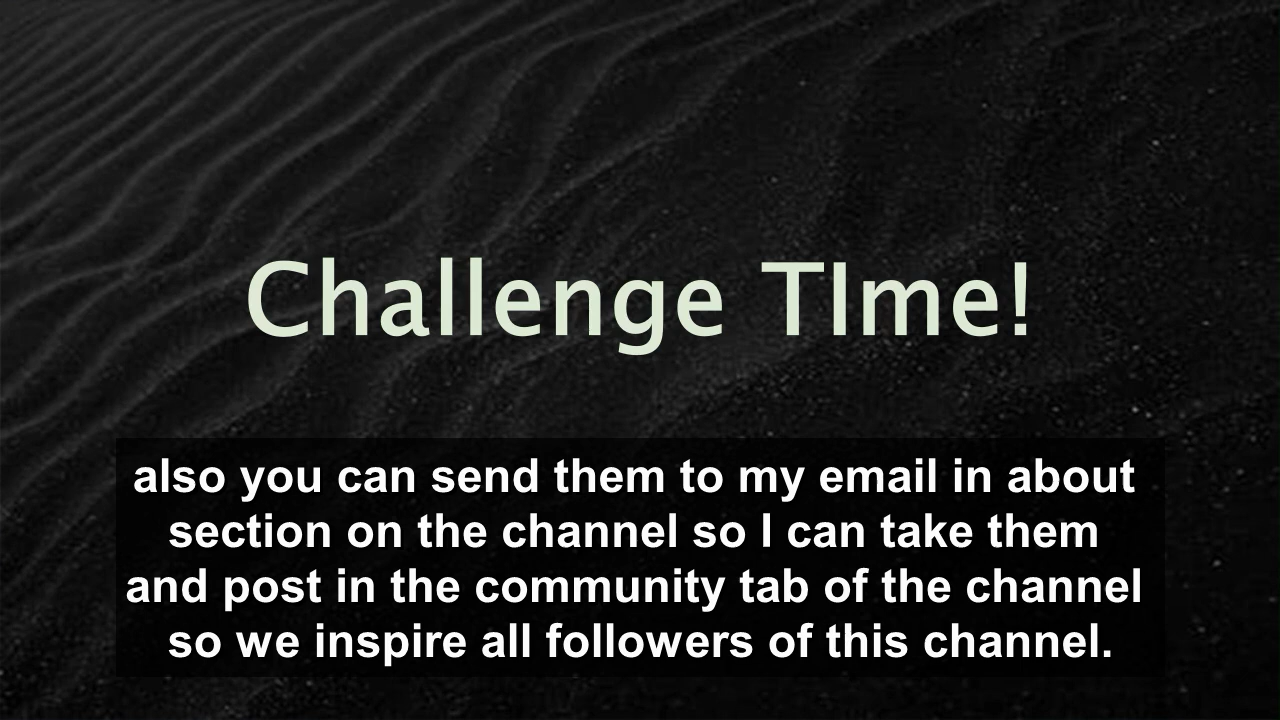 Challenge TIme!
also you can send them to my email in about
section on the channel so I can take them
and post in the community tab of the channel
so we inspire all followers of this channel.